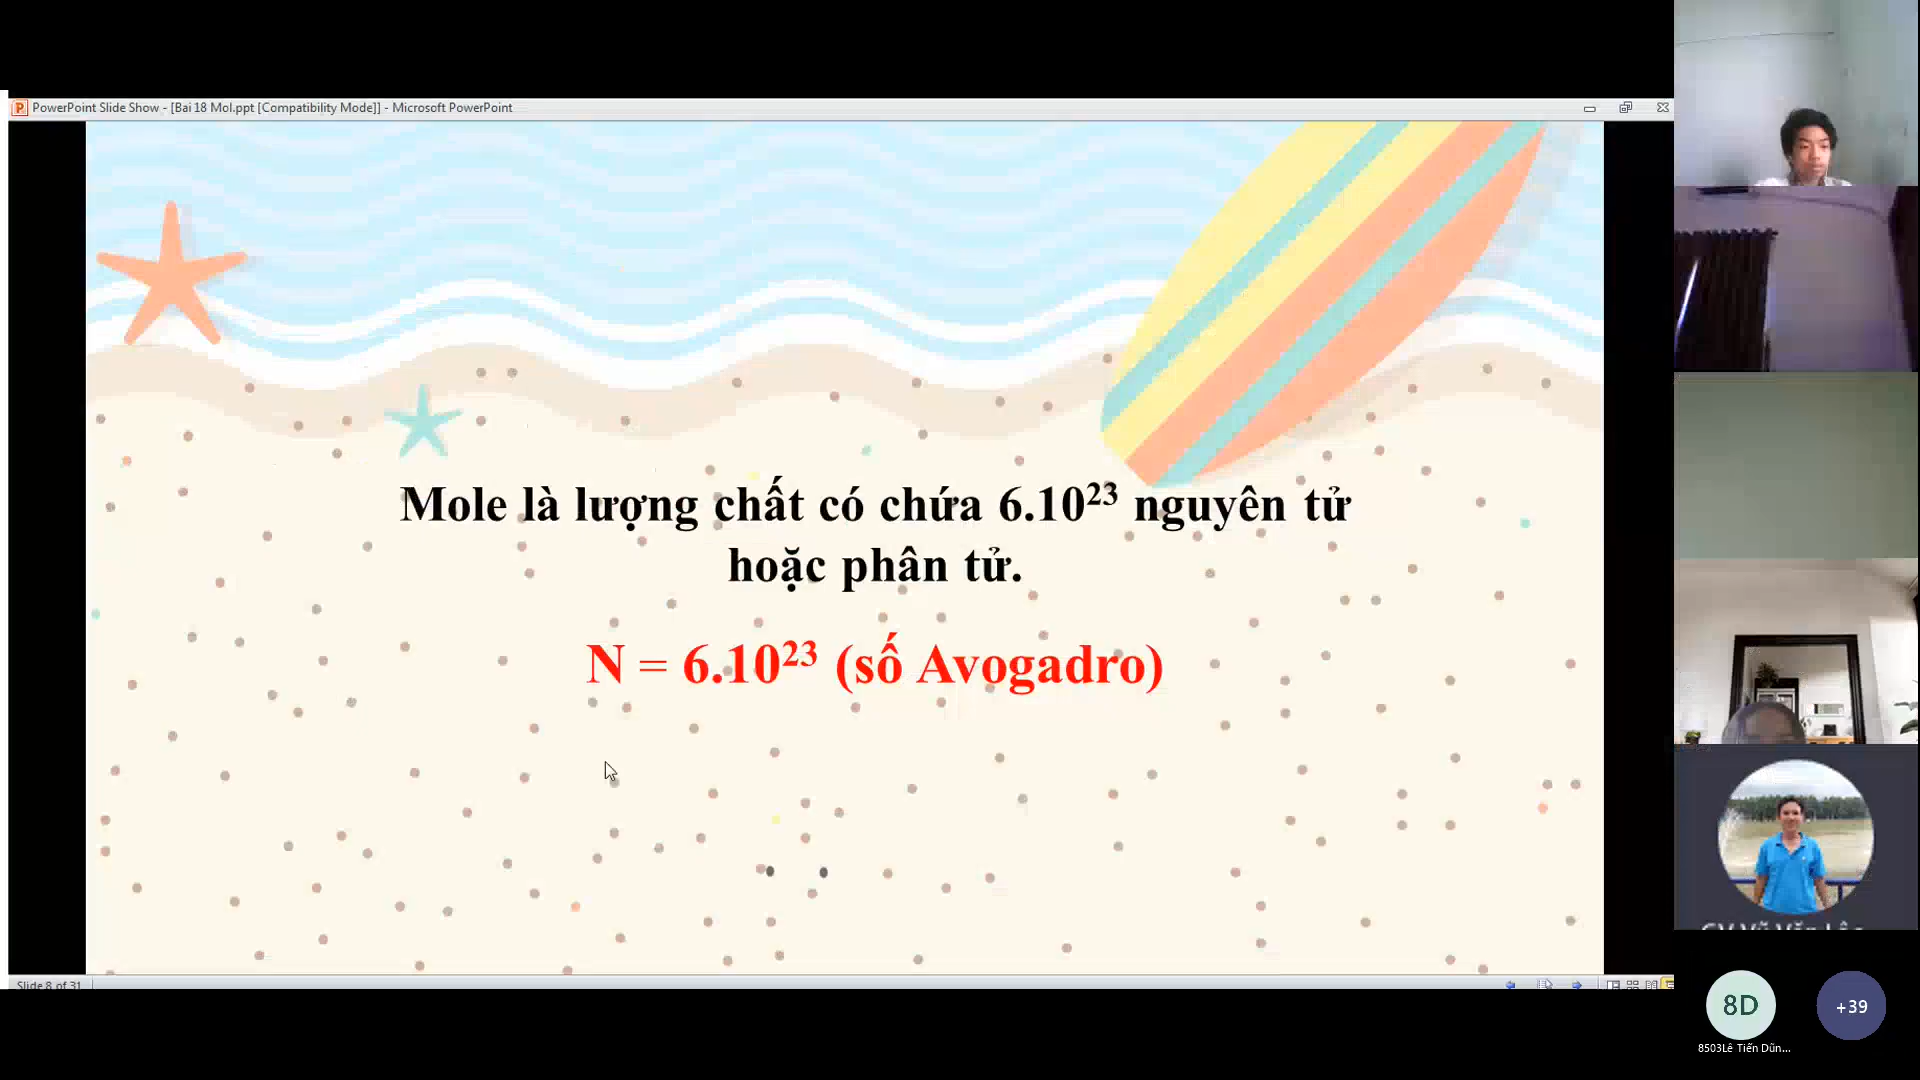 PowerPoint Slide Show - [Bai 18 Mol.ppt [Compatibility Mode]] - Microsoft PowerPoint
Mole là lượng chất có chứa 6.10²³ nguyên tử
hoặc phân tử.
N = 6.10²³ (số Avogadro)
Slide 8 of 31
8D
+39
8503Lê Tiến Dũn...